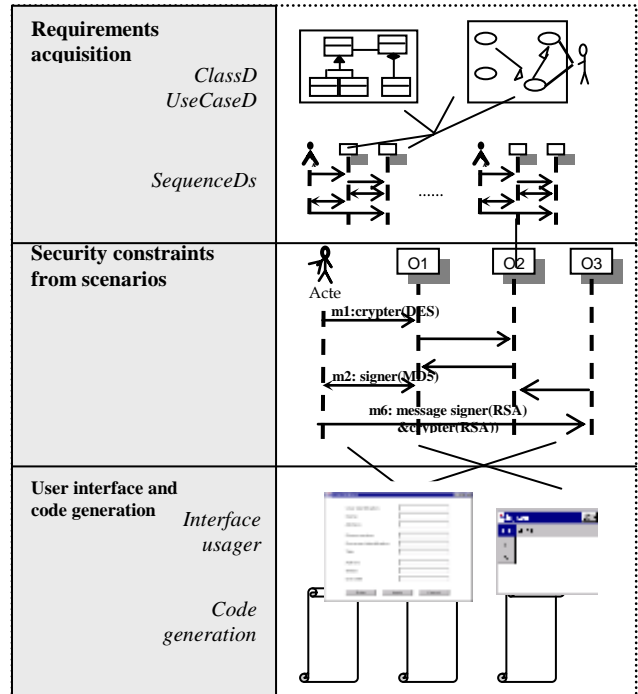 Requirements
acquisition
ClassD
UseCaseD
SequenceDs
......
Security constraints
from scenarios
O1
O2
O3
Acte
m1:crypter(DES)
m2: signer(MD5)
m6: message signer(RSA)
&crypter(RSA))
User interface and
code generation
Interface
usager
Code
generation